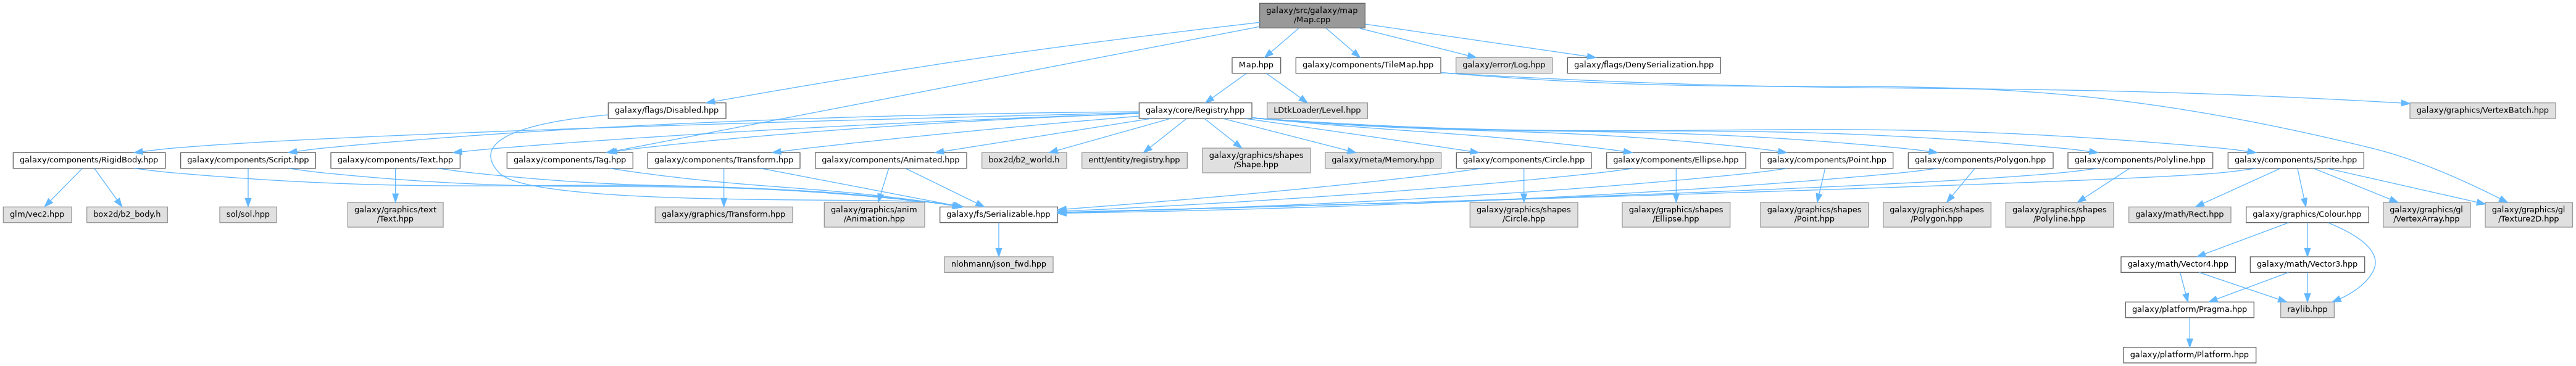 galaxy/src/galaxy/map
/Map.cpp
Map.hpp
galaxy/components/TileMap.hpp
galaxy/error/Log.hpp
galaxy/flags/DenySerialization.hpp
galaxy/flags/Disabled.hpp
galaxy/core/Registry.hpp
LDtkLoader/Level.hpp
galaxy/graphics/VertexBatch.hpp
galaxy/components/RigidBody.hpp
galaxy/components/Script.hpp
galaxy/components/Text.hpp
galaxy/components/Tag.hpp
galaxy/components/Transform.hpp
galaxy/components/Animated.hpp
box2d/b2_world.h
entt/entity/registry.hpp
galaxy/graphics/shapes
/Shape.hpp
galaxy/meta/Memory.hpp
galaxy/components/Circle.hpp
galaxy/components/Ellipse.hpp
galaxy/components/Point.hpp
galaxy/components/Polygon.hpp
galaxy/components/Polyline.hpp
galaxy/components/Sprite.hpp
glm/vec2.hpp
box2d/b2_body.h
sol/sol.hpp
galaxy/graphics/text
/Text.hpp
galaxy/graphics/Transform.hpp
galaxy/graphics/anim
/Animation.hpp
galaxy/fs/Serializable.hpp
galaxy/graphics/shapes
/Circle.hpp
galaxy/graphics/shapes
/Ellipse.hpp
galaxy/graphics/shapes
/Point.hpp
galaxy/graphics/shapes
/Polygon.hpp
galaxy/graphics/shapes
/Polyline.hpp
galaxy/math/Rect.hpp
galaxy/graphics/Colour.hpp
galaxy/graphics/gl
/VertexArray.hpp
galaxy/graphics/gl
/Texture2D.hpp
nlohmann/json_fwd.hpp
galaxy/math/Vector4.hpp
galaxy/math/Vector3.hpp
galaxy/platform/Pragma.hpp
raylib.hpp
galaxy/platform/Platform.hpp